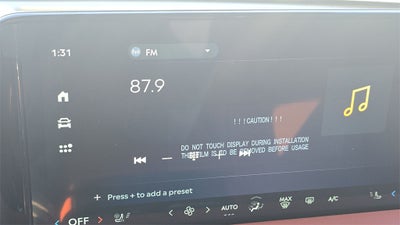 1:31
FM
87.9
!!!CAUTION!!!
DO NOT TOUCH DISPLAY DURING INSTALLATION
THIS FILM IS TO BE REMOVED BEFORE USAGE
Press + to add a preset
OFF
AUTO
MAX
A/C